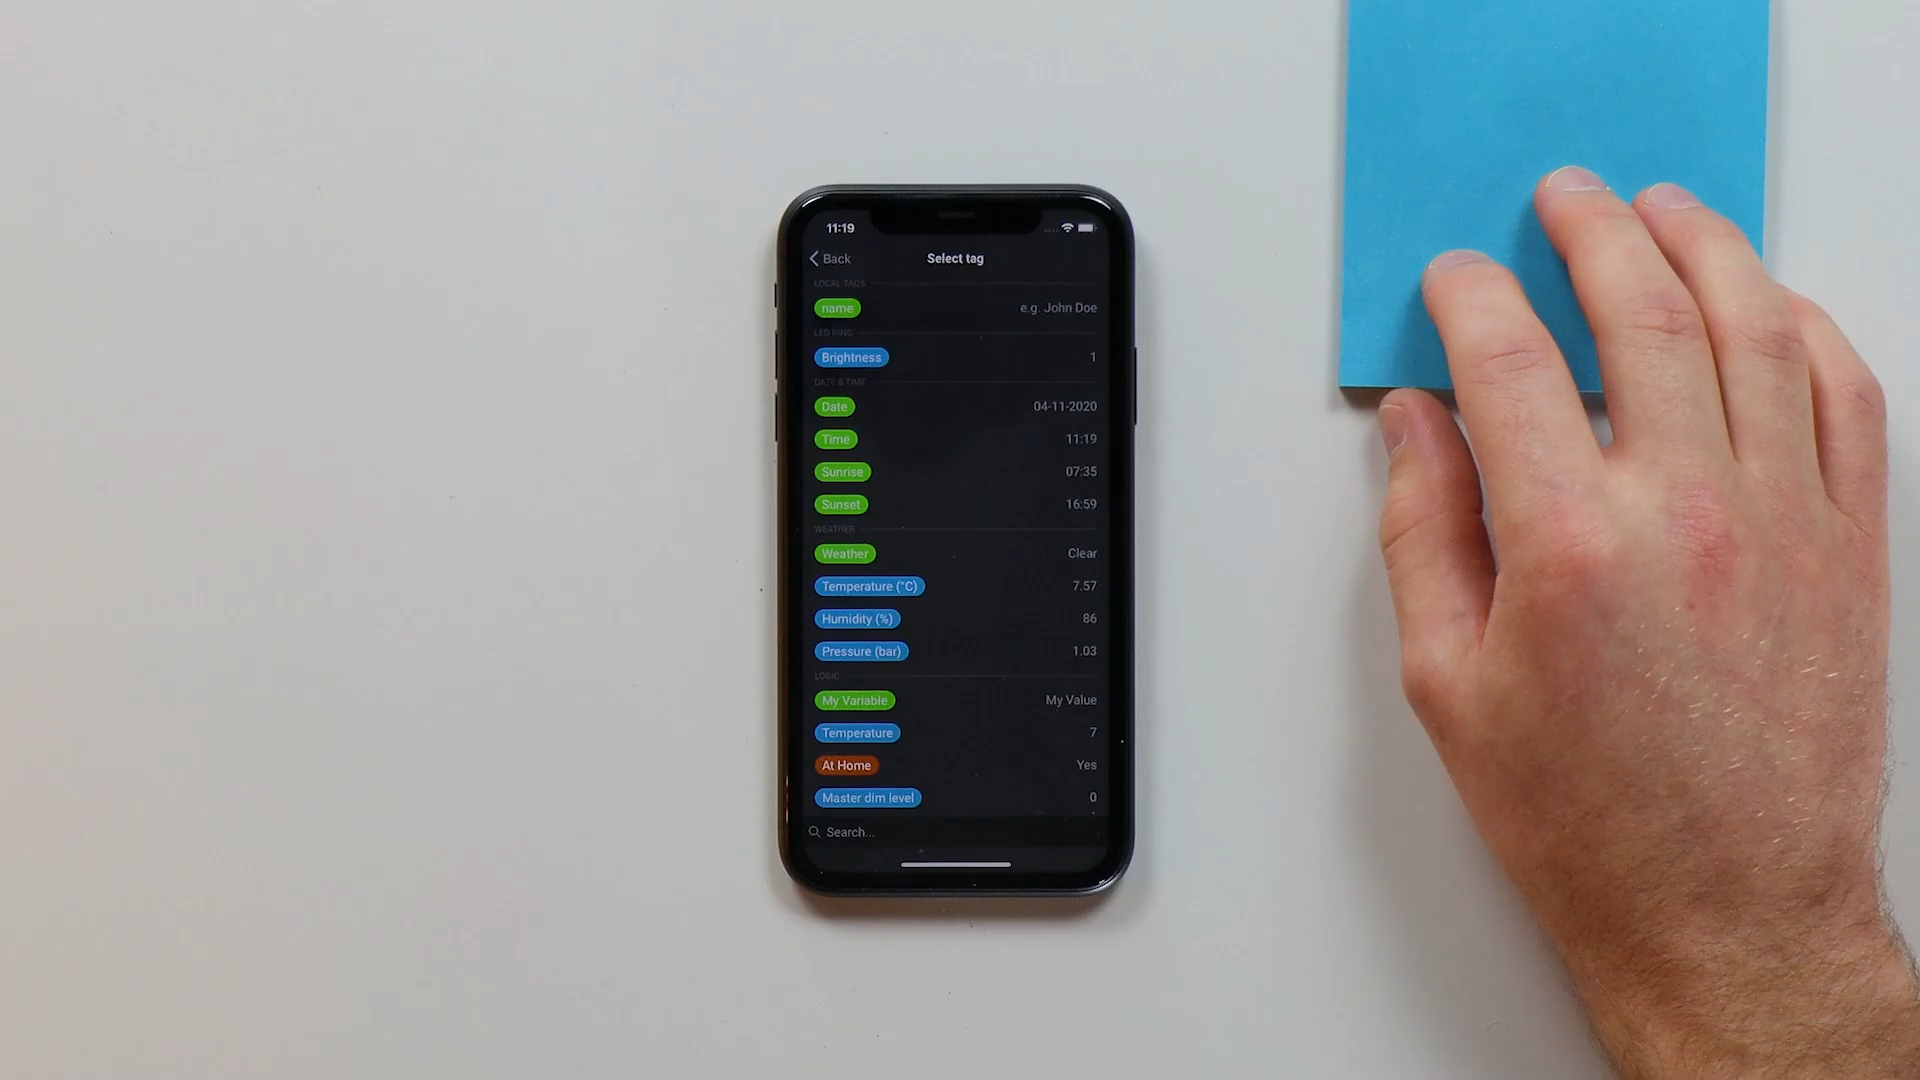 11:19
Back Select tag
LOCAL TAGS
name e.g. John Doe
LED RING
Brightness 1
DATE & TIME
Date 04-11-2020
Time 11:19
Sunrise 07:35
Sunset 16:59
WEATHER
Weather Clear
Temperature (°C) 7.57
Humidity (%) 86
Pressure (bar) 1.03
LOGIC
My Variable My Value
Temperature 7
At Home Yes
Master dim level 0
Search...